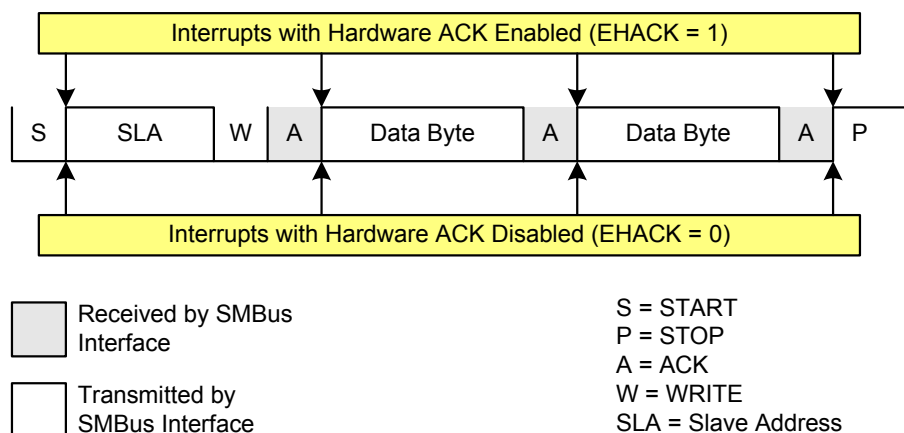 Interrupts with Hardware ACK Enabled (EHACK = 1)
S SLA W A Data Byte A Data Byte A P
Interrupts with Hardware ACK Disabled (EHACK = 0)
Received by SMBus
Interface
Transmitted by
SMBus Interface
S = START
P = STOP
A = ACK
W = WRITE
SLA = Slave Address